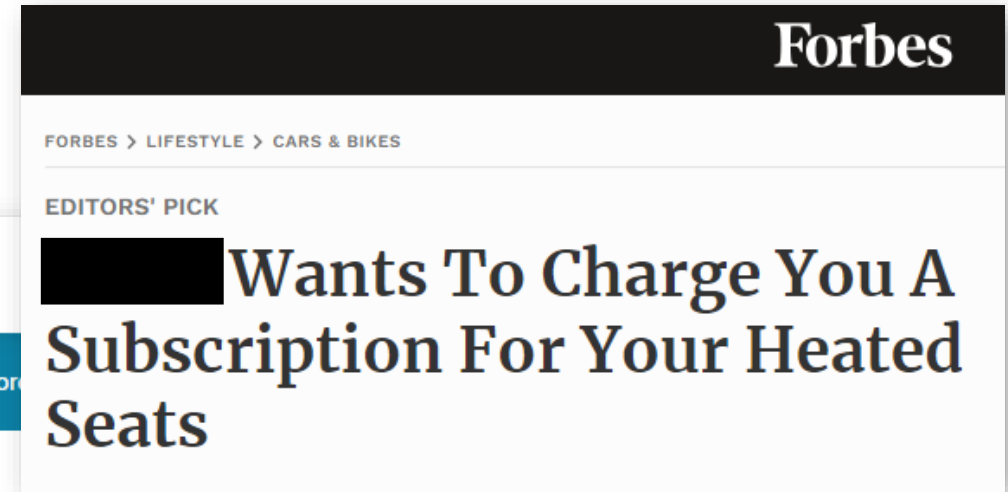 Forbes
FORBES > LIFESTYLE > CARS & BIKES
EDITORS' PICK
Wants To Charge You A
Subscription For Your Heated
Seats